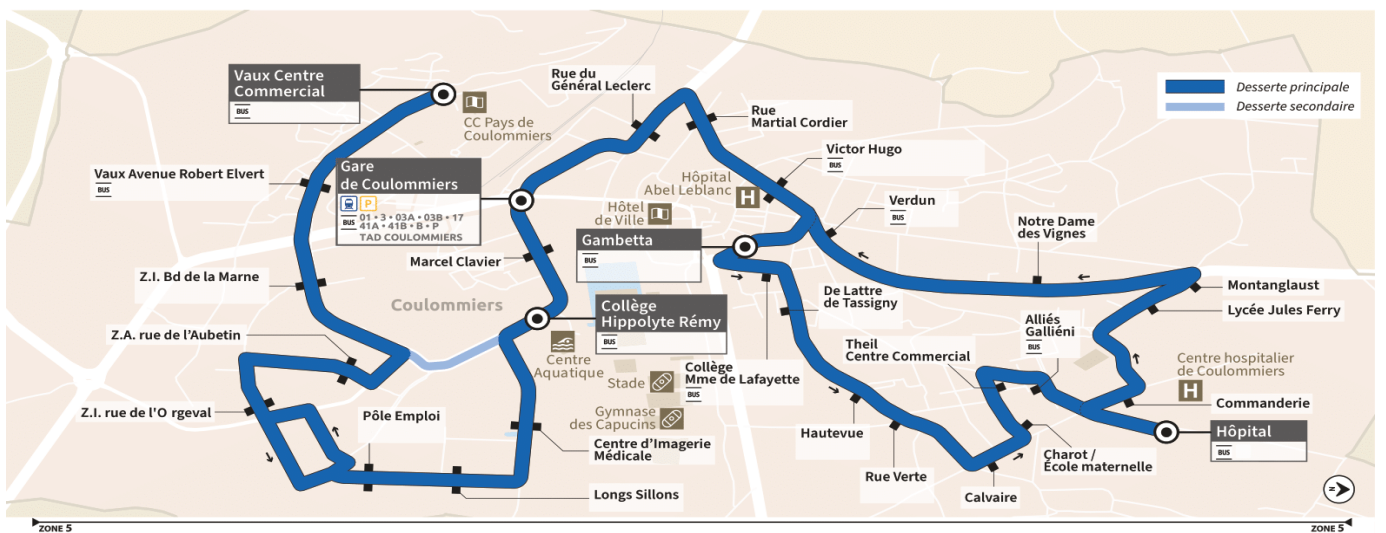 Vaux Centre
Commercial
BUS
CC Pays de
Coulommiers
Rue du
Général Leclerc
Rue
Martial Cordier
Desserte principale
Desserte secondaire
Vaux Avenue Robert Elvert
BUS
Gare
de Coulommiers
P
BUS
01 • 3 • 03A • 03B • 17
41A • 41B • B • P
TAD COULOMMIERS
Victor Hugo
BUS
Hôpital
Abel Leblanc
H
Hôtel
de Ville
Verdun
BUS
Notre Dame
des Vignes
Gambetta
BUS
Marcel Clavier
Z.I. Bd de la Marne
Coulommiers
Collège
Hippolyte Rémy
BUS
De Lattre
de Tassigny
Montanglaust
Lycée Jules Ferry
Alliés
Galliéni
BUS
Z.A. rue de l'Aubetin
Theil
Centre Commercial
Centre
Aquatique
Collège
Mme de Lafayette
BUS
Centre hospitalier
de Coulommiers
H
Stade
Z.I. rue de l'O rgeval
Pôle Emploi
Gymnase
des Capucins
Commanderie
Hautevue
Hôpital
BUS
Centre d'Imagerie
Médicale
Charot /
École maternelle
Rue Verte
Longs Sillons
Calvaire
N
ZONE 5
ZONE 5